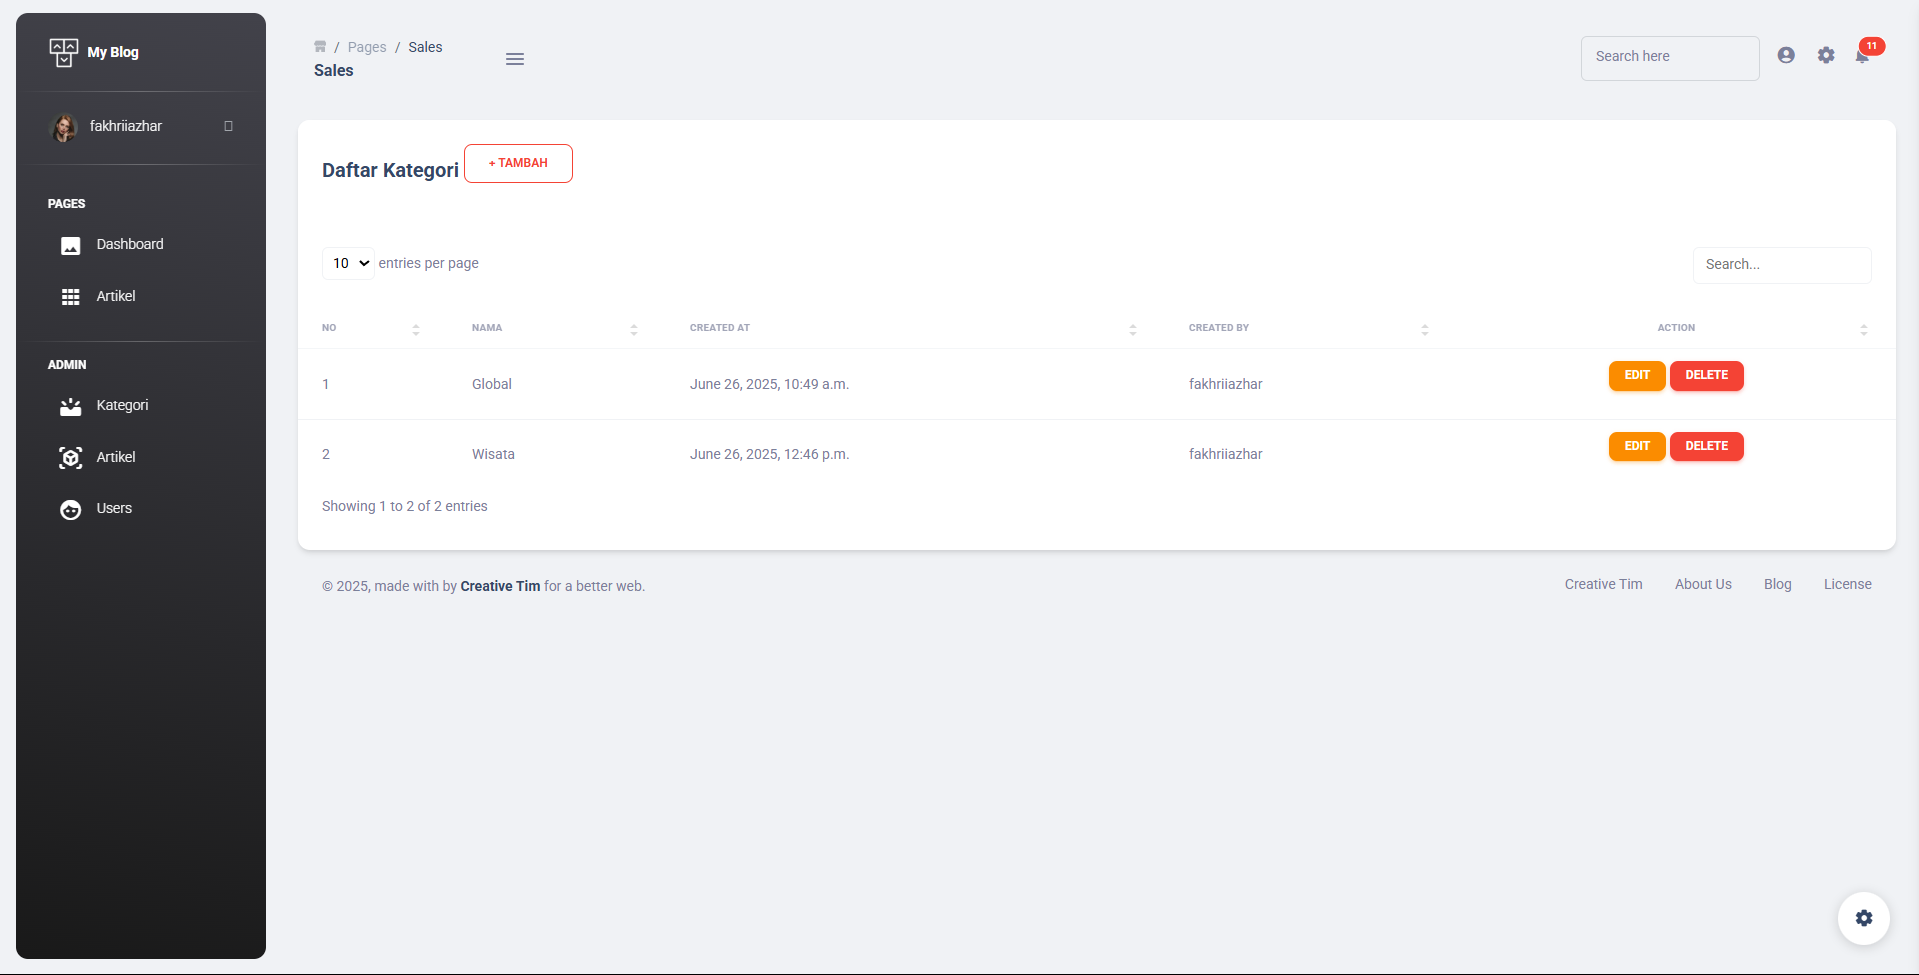 My Blog
fakhriiazhar
PAGES
Dashboard
Artikel
ADMIN
Kategori
Artikel
Users
/ Pages / Sales
Sales
Search here
11
Daftar Kategori
+ TAMBAH
10 entries per page
Search...
NO NAMA CREATED AT CREATED BY ACTION
1 Global June 26, 2025, 10:49 a.m. fakhriiazhar EDIT DELETE
2 Wisata June 26, 2025, 12:46 p.m. fakhriiazhar EDIT DELETE
Showing 1 to 2 of 2 entries
© 2025, made with by Creative Tim for a better web.
Creative Tim About Us Blog License